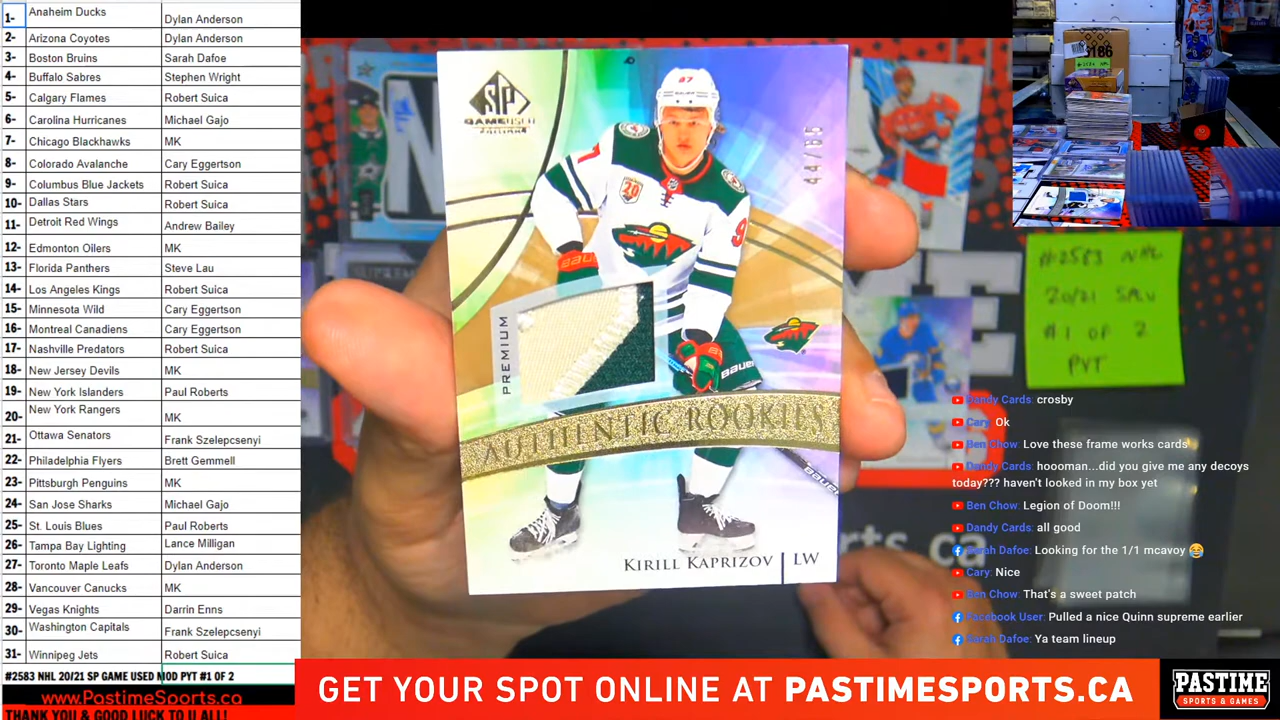 1- Anaheim Ducks Dylan Anderson
2- Arizona Coyotes Dylan Anderson
3- Boston Bruins Sarah Dafoe
4- Buffalo Sabres Stephen Wright
5- Calgary Flames Robert Suica
6- Carolina Hurricanes Michael Gajo
7- Chicago Blackhawks MK
8- Colorado Avalanche Cary Eggertson
9- Columbus Blue Jackets Robert Suica
10- Dallas Stars Robert Suica
11- Detroit Red Wings Andrew Bailey
12- Edmonton Oilers MK
13- Florida Panthers Steve Lau
14- Los Angeles Kings Robert Suica
15- Minnesota Wild Cary Eggertson
16- Montreal Canadiens Cary Eggertson
17- Nashville Predators Robert Suica
18- New Jersey Devils MK
19- New York Islanders Paul Roberts
20- New York Rangers MK
21- Ottawa Senators Frank Szelepcsenyi
22- Philadelphia Flyers Brett Gemmell
23- Pittsburgh Penguins MK
24- San Jose Sharks Michael Gajo
25- St. Louis Blues Paul Roberts
26- Tampa Bay Lighting Lance Milligan
27- Toronto Maple Leafs Dylan Anderson
28- Vancouver Canucks MK
29- Vegas Knights Darrin Enns
30- Washington Capitals Frank Szelepcsenyi
31- Winnipeg Jets Robert Suica
#2583 NHL 20/21 SP GAME USED MOD PYT #1 OF 2
www.PastimeSports.ca
THANK YOU & GOOD LUCK TO U ALL!
SP
GAME USED
97
20
PREMIUM
AUTHENTIC ROOKIES
BAUER
KIRILL KAPRIZOV | LW
186
#2583 NHL
20/21 SPGU
#1 OF 2
PYT
Dandy Cards: crosby
Cary: Ok
Ben Chow: Love these frame works cards
Dandy Cards: hoooman...did you give me any decoys
today??? haven't looked in my box yet
Ben Chow: Legion of Doom!!!
Dandy Cards: all good
Sarah Dafoe: Looking for the 1/1 mcavoy 😂
Cary: Nice
Ben Chow: That's a sweet patch
Facebook User: Pulled a nice Quinn supreme earlier
Sarah Dafoe: Ya team lineup
GET YOUR SPOT ONLINE AT PASTIMESPORTS.CA
PASTIME
SPORTS & GAMES